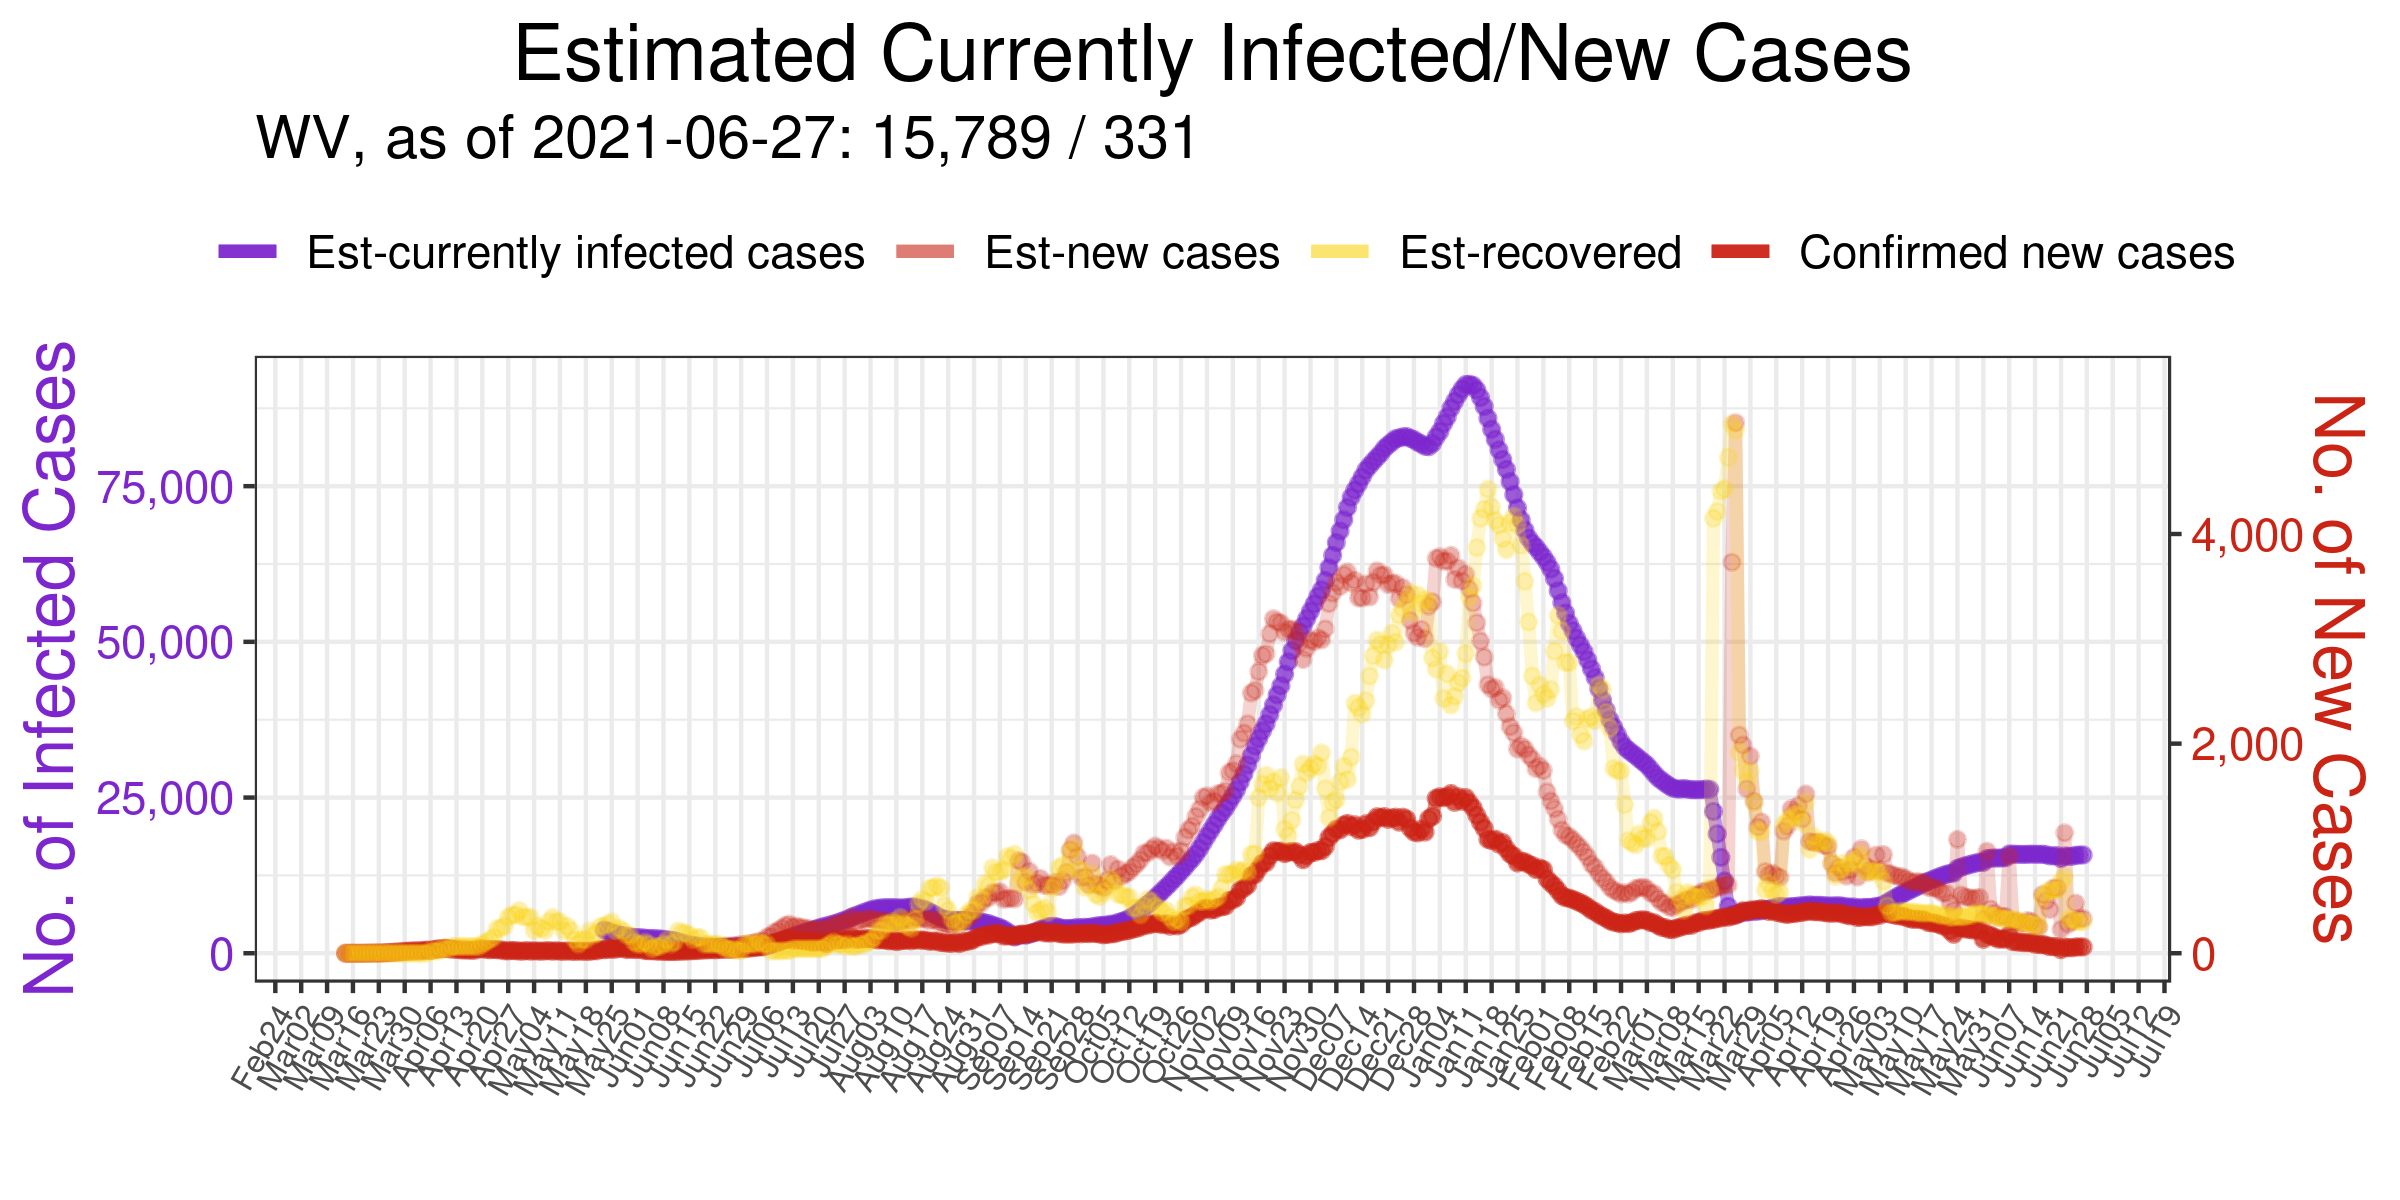 Estimated Currently Infected/New Cases
WV, as of 2021-06-27: 15,789 / 331
Est-currently infected cases
Est-new cases
Est-recovered
Confirmed new cases
No. of Infected Cases
75,000
50,000
25,000
0
No. of New Cases
4,000
2,000
0
Feb24
Mar02
Mar09
Mar16
Mar23
Mar30
Apr06
Apr13
Apr20
Apr27
May04
May11
May18
May25
Jun01
Jun08
Jun15
Jun22
Jun29
Jul06
Jul13
Jul20
Jul27
Aug03
Aug10
Aug17
Aug24
Aug31
Sep07
Sep14
Sep21
Sep28
Oct05
Oct12
Oct19
Oct26
Nov02
Nov09
Nov16
Nov23
Nov30
Dec07
Dec14
Dec21
Dec28
Jan04
Jan11
Jan18
Jan25
Feb01
Feb08
Feb15
Feb22
Mar01
Mar08
Mar15
Mar22
Mar29
Apr05
Apr12
Apr19
Apr26
May03
May10
May17
May24
May31
Jun07
Jun14
Jun21
Jun28
Jul05
Jul12
Jul19